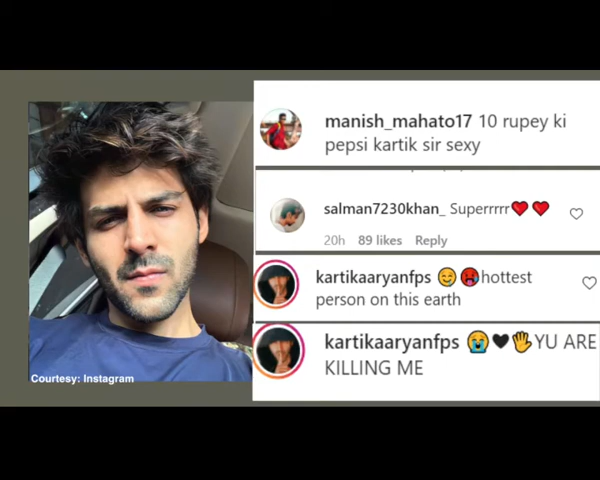 manish_mahato17 10 rupey ki
pepsi kartik sir sexy
salman7230khan_ Superrrrr❤️ ❤️
20h 89 likes Reply
kartikaaryanfps 😊 🥵hottest
person on this earth
kartikaaryanfps 😭🖤👋YU ARE
KILLING ME
Courtesy: Instagram